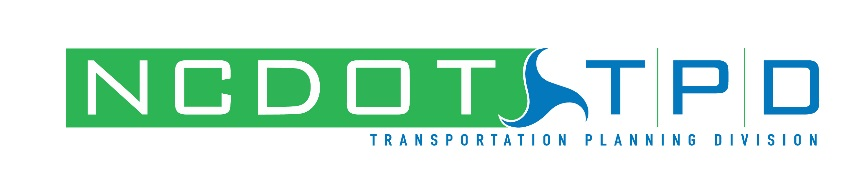 NCDOT TPD
TRANSPORTATION PLANNING DIVISION